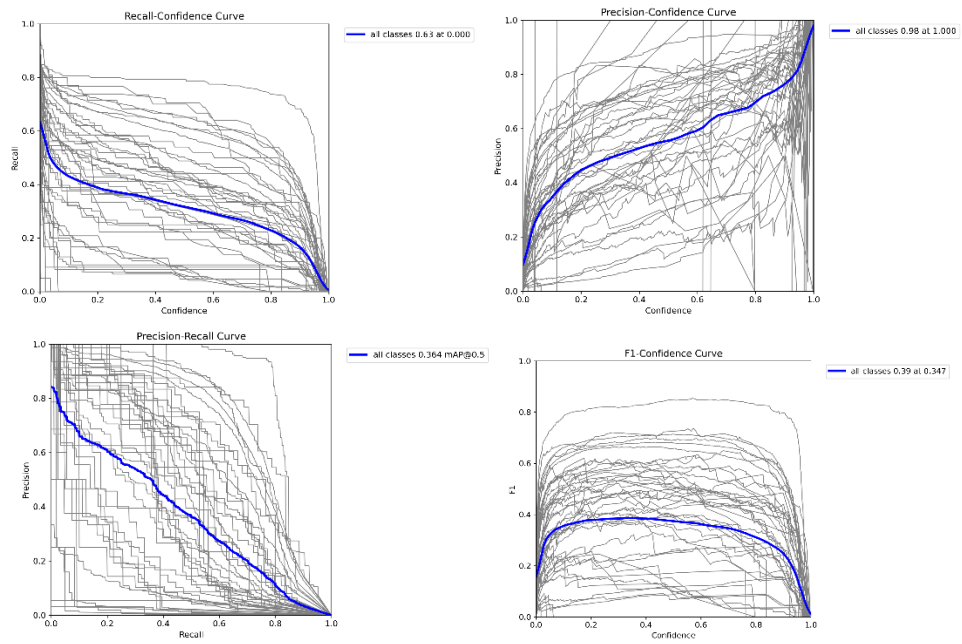 Recall-Confidence Curve
all classes 0.63 at 0.000
1.0
0.8
0.6
0.4
0.2
0.0
Recall
0.0 0.2 0.4 0.6 0.8 1.0
Confidence
Precision-Confidence Curve
all classes 0.98 at 1.000
1.0
0.8
0.6
0.4
0.2
0.0
Precision
0.0 0.2 0.4 0.6 0.8 1.0
Confidence
Precision-Recall Curve
all classes 0.364 mAP@0.5
1.0
0.8
0.6
0.4
0.2
0.0
Precision
0.0 0.2 0.4 0.6 0.8 1.0
Recall
F1-Confidence Curve
all classes 0.39 at 0.347
1.0
0.8
0.6
0.4
0.2
0.0
F1
0.0 0.2 0.4 0.6 0.8 1.0
Confidence